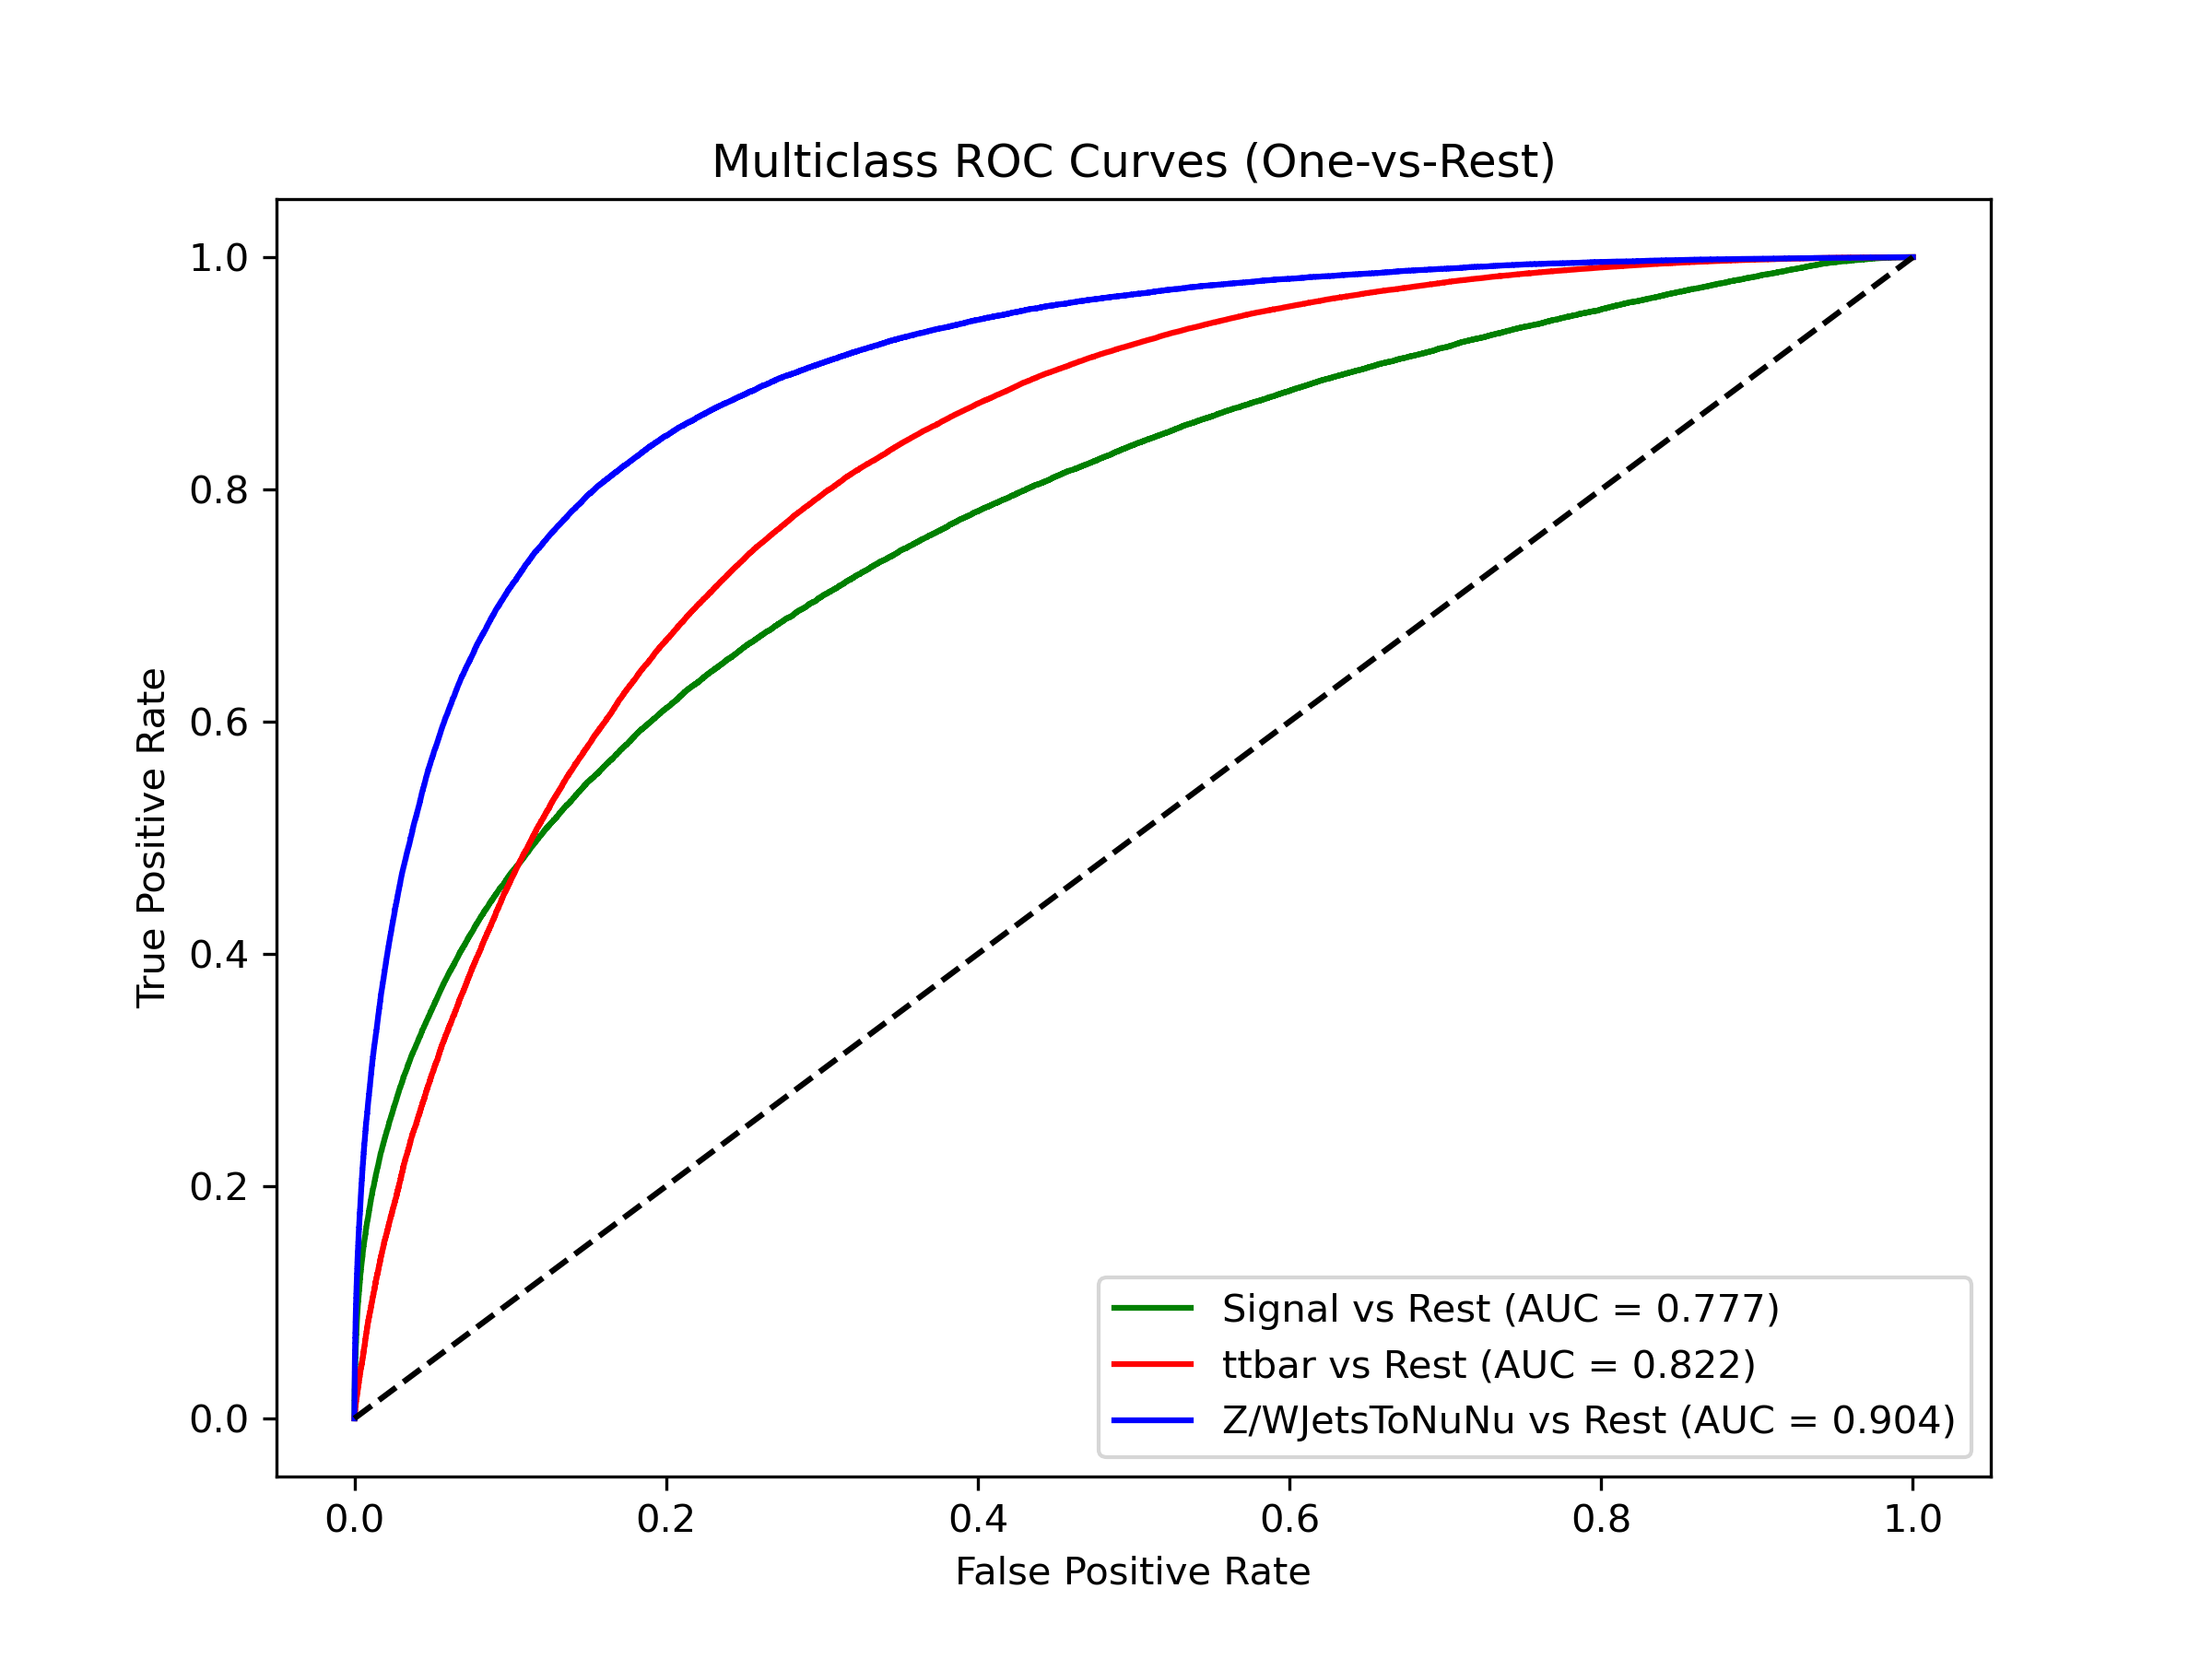 Multiclass ROC Curves (One-vs-Rest)
True Positive Rate
1.0
0.8
0.6
0.4
0.2
0.0
Signal vs Rest (AUC = 0.777)
ttbar vs Rest (AUC = 0.822)
Z/WJetsToNuNu vs Rest (AUC = 0.904)
0.0 0.2 0.4 0.6 0.8 1.0
False Positive Rate